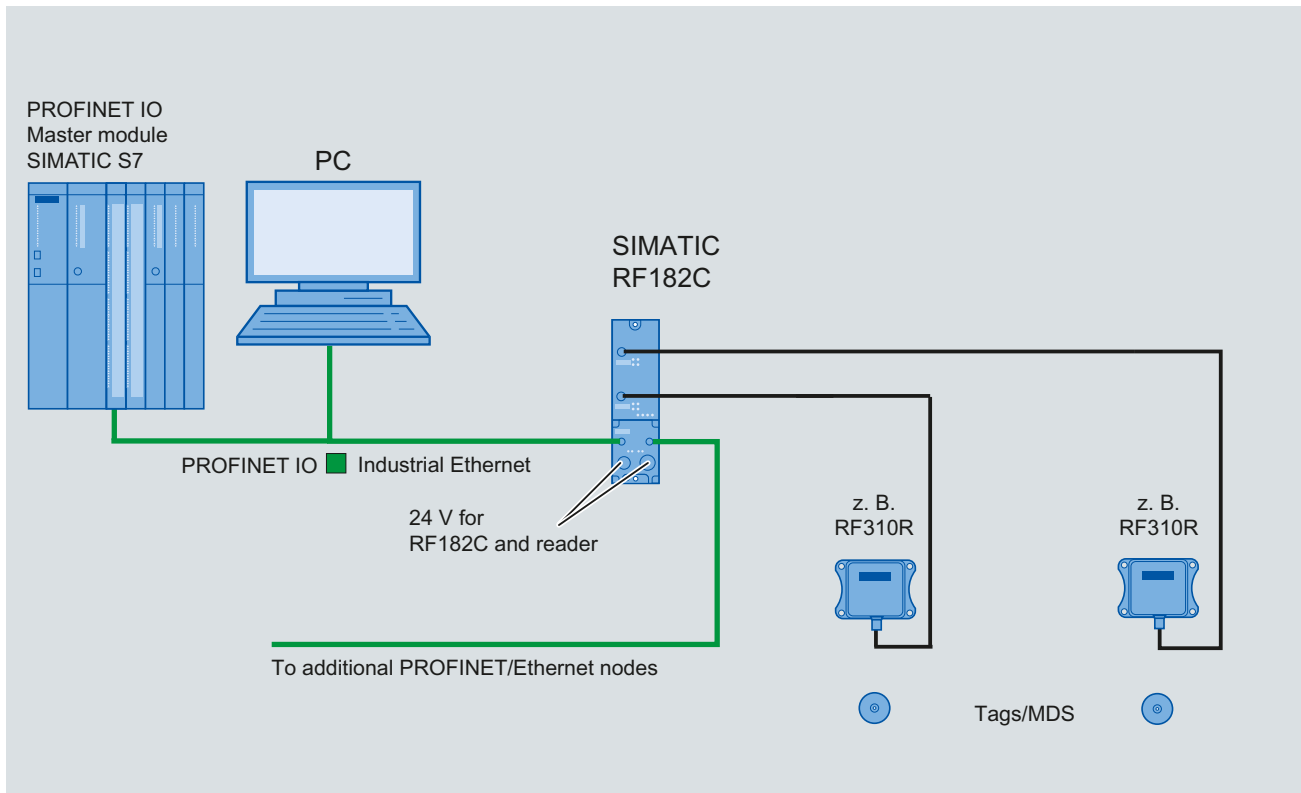 PROFINET IO
Master module
SIMATIC S7
PC
SIMATIC
RF182C
PROFINET IO
Industrial Ethernet
24 V for
RF182C and reader
z. B.
RF310R
z. B.
RF310R
To additional PROFINET/Ethernet nodes
Tags/MDS